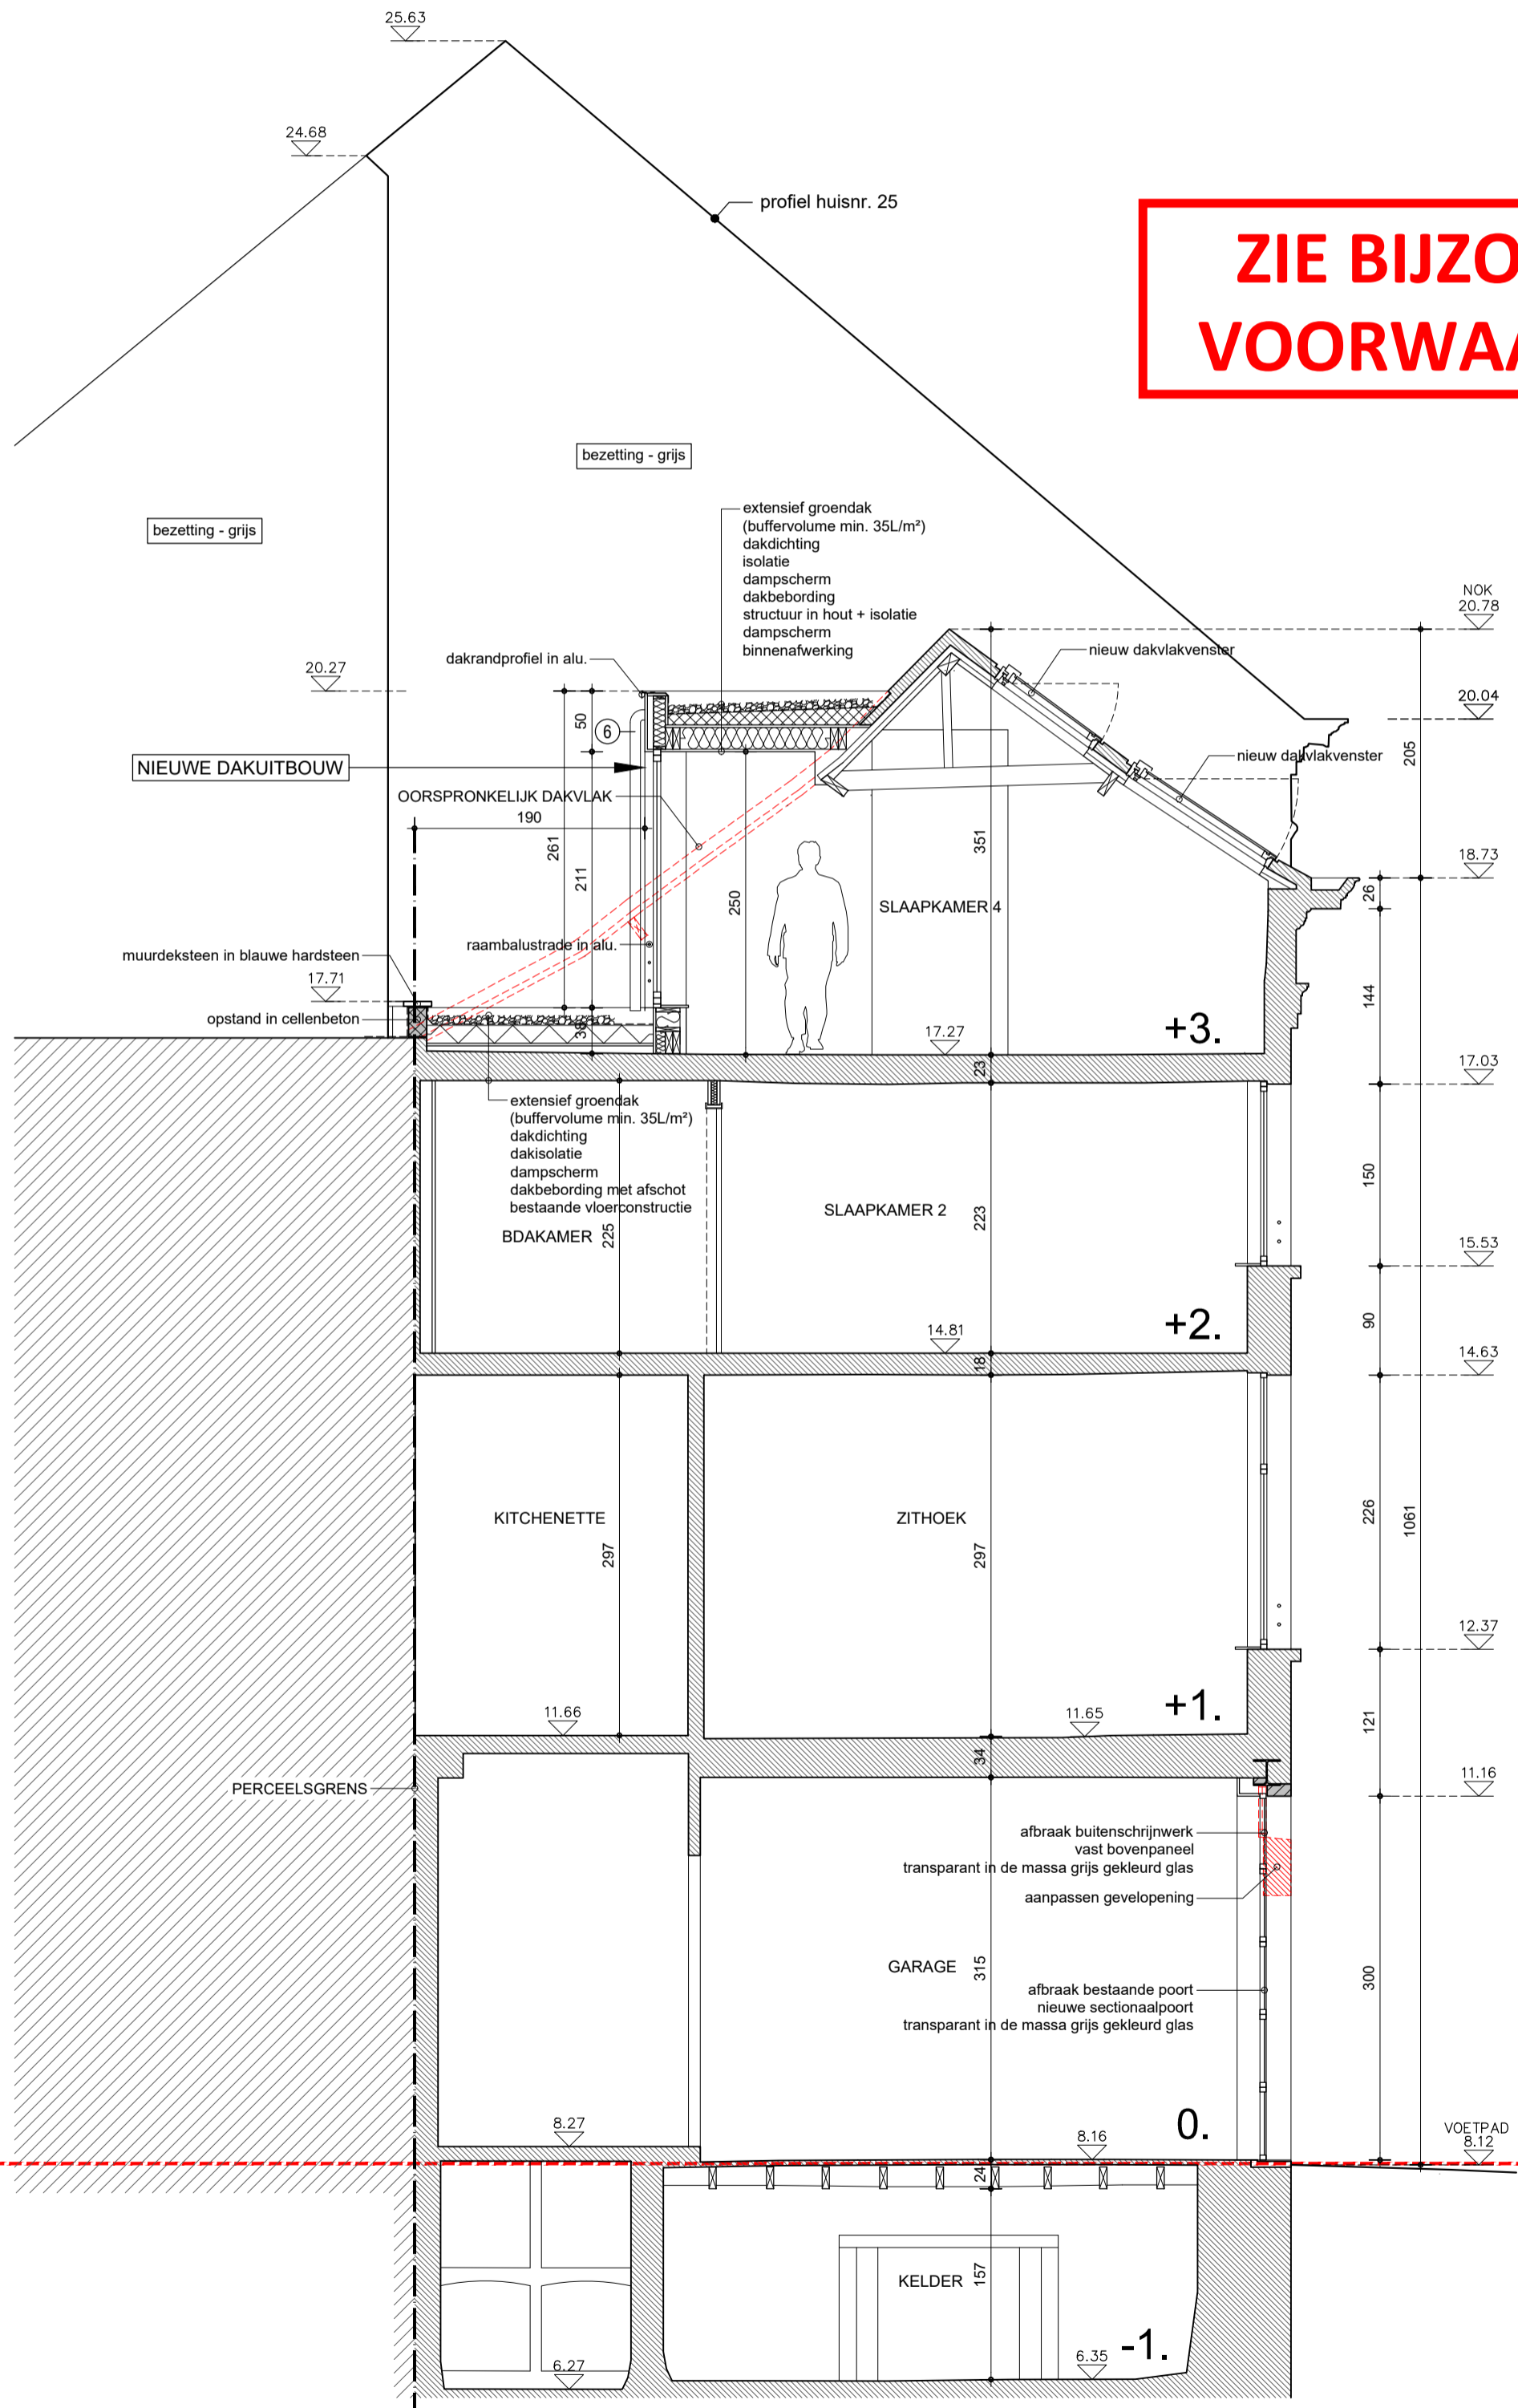 25.63
24.68
profiel huisnr. 25
ZIE BIJZO
VOORWAA
bezetting - grijs
bezetting - grijs
extensief groendak
(buffervolume min. 35L/m²)
dakdichting
isolatie
dampscherm
dakbebording
structuur in hout + isolatie
dampscherm
binnenafwerking
NOK
20.78
dakrandprofiel in alu.
nieuw dakvlakvenster
20.27
20.04
50
6
205
nieuw dakvlakvenster
NIEUWE DAKUITBOUW
OORSPRONKELIJK DAKVLAK
190
261
211
351
18.73
26
250
SLAAPKAMER 4
raambalustrade in alu.
muurdeksteen in blauwe hardsteen
17.71
144
opstand in cellenbeton
38
17.27
+3.
23
17.03
extensief groendak
(buffervolume min. 35L/m²)
dakdichting
dakisolatie
dampscherm
dakbebording met afschot
bestaande vloerconstructie
150
SLAAPKAMER 2
223
BDAKAMER
225
15.53
14.81
+2.
90
18
14.63
KITCHENETTE
297
ZITHOEK
297
226
1061
12.37
11.66
11.65
+1.
121
34
PERCEELSGRENS
11.16
afbraak buitenschrijnwerk
vast bovenpaneel
transparant in de massa grijs gekleurd glas
aanpassen gevelopening
GARAGE
315
300
afbraak bestaande poort
nieuwe sectionaalpoort
transparant in de massa grijs gekleurd glas
8.27
8.16
0.
VOETPAD
8.12
24
KELDER
157
6.27
6.35
-1.